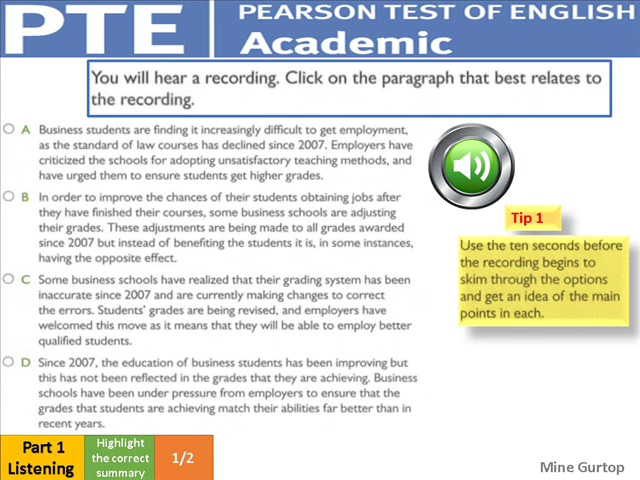 PTE
PEARSON TEST OF ENGLISH
Academic
You will hear a recording. Click on the paragraph that best relates to
the recording.
A Business students are finding it increasingly difficult to get employment,
as the standard of law courses has declined since 2007. Employers have
criticized the schools for adopting unsatisfactory teaching methods, and
have urged them to ensure students get higher grades.
B In order to improve the chances of their students obtaining jobs after
they have finished their courses, some business schools are adjusting
their grades. These adjustments are being made to all grades awarded
since 2007 but instead of benefiting the students it is, in some instances,
having the opposite effect.
C Some business schools have realized that their grading system has been
inaccurate since 2007 and are currently making changes to correct
the errors. Students' grades are being revised, and employers have
welcomed this move as it means that they will be able to employ better
qualified students.
D Since 2007, the education of business students has been improving but
this has not been reflected in the grades that they are achieving. Business
schools have been under pressure from employers to ensure that the
grades that students are achieving match their abilities far better than in
recent years.
Tip 1
Use the ten seconds before
the recording begins to
skim through the options
and get an idea of the main
points in each.
Part 1
Listening
Highlight
the correct
summary
1/2
Mine Gurtop